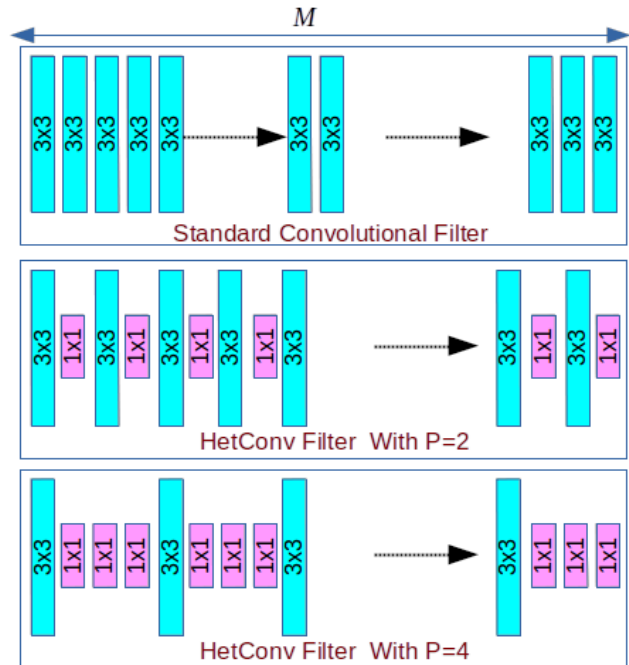 M
3x3 3x3 3x3 3x3 3x3 3x3 3x3 3x3 3x3 3x3
Standard Convolutional Filter
3x3 1x1 3x3 1x1 3x3 1x1 3x3 1x1 3x3 3x3 1x1 3x3 1x1
HetConv Filter With P=2
3x3 1x1 1x1 1x1 3x3 1x1 1x1 1x1 3x3 3x3 1x1 1x1 1x1
HetConv Filter With P=4